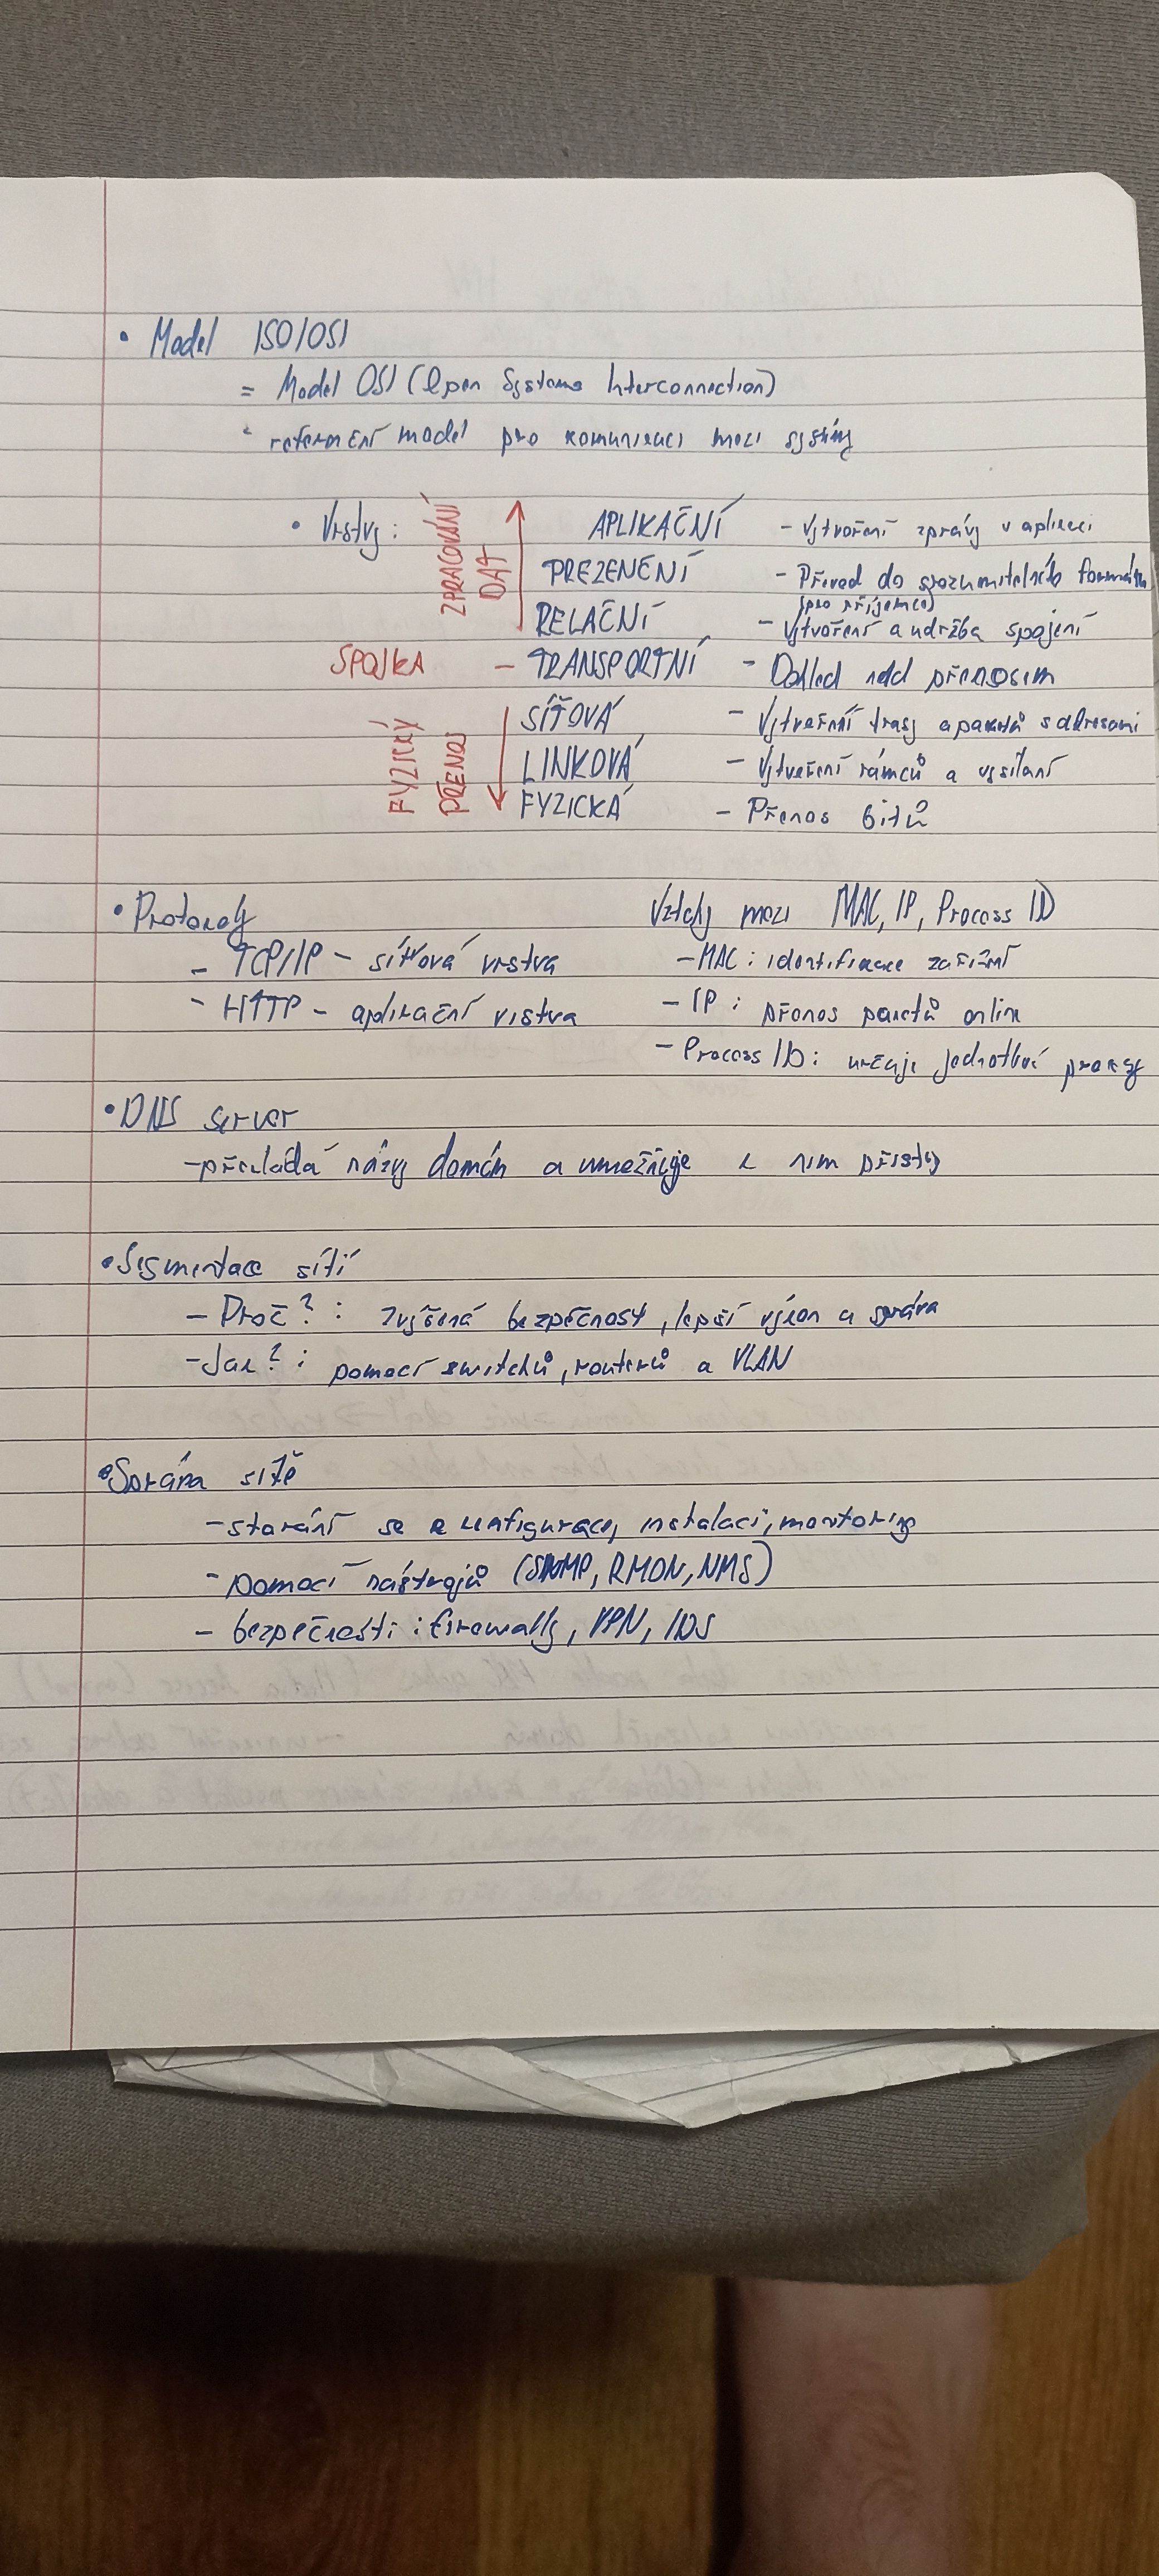 • Model ISO/OSI
= Model OSI (Open Systems Interconnection)
- referenční model pro komunikaci mezi systémy
• Vrstvy:
ZPRACOVÁNÍ DAT
APLIKAČNÍ - Vytvoření zprávy v aplikaci
PREZENČNÍ - Převod do srozumitelného formátu
(pro příjemce)
RELAČNÍ - Vytvoření a udržba spojení
SPOJKA - TRANSPORTNÍ - Dohled nad přenosem
FYZICKÝ PŘENOS
SÍŤOVÁ - Vytváření trasy a paketů s adresami
LINKOVÁ - Vytvoření rámců a vysílaní
FYZICKÁ - Přenos bitů
• Protokoly
- TCP/IP - síťová vrstva
- HTTP - aplikační vrstva
Vztahy mezi MAC, IP, Process ID
- MAC: identifikace zařízení
- IP: přenos paketů online
- Process ID: určuje jednotlivé procesy
• DNS server
- překládá názvy domén a umožňuje k nim přístup
• Segmentace sítí
- Proč?: zvýšená bezpečnost, lepší výkon a správa
- Jak?: pomocí switchů, routerů a VLAN
• Správa sítě
- starání se o konfiguraci, instalaci, monitoring
- pomocí nástrojů (SNMP, RMON, NMS)
- bezpečnosti: firewally, VPN, IDS